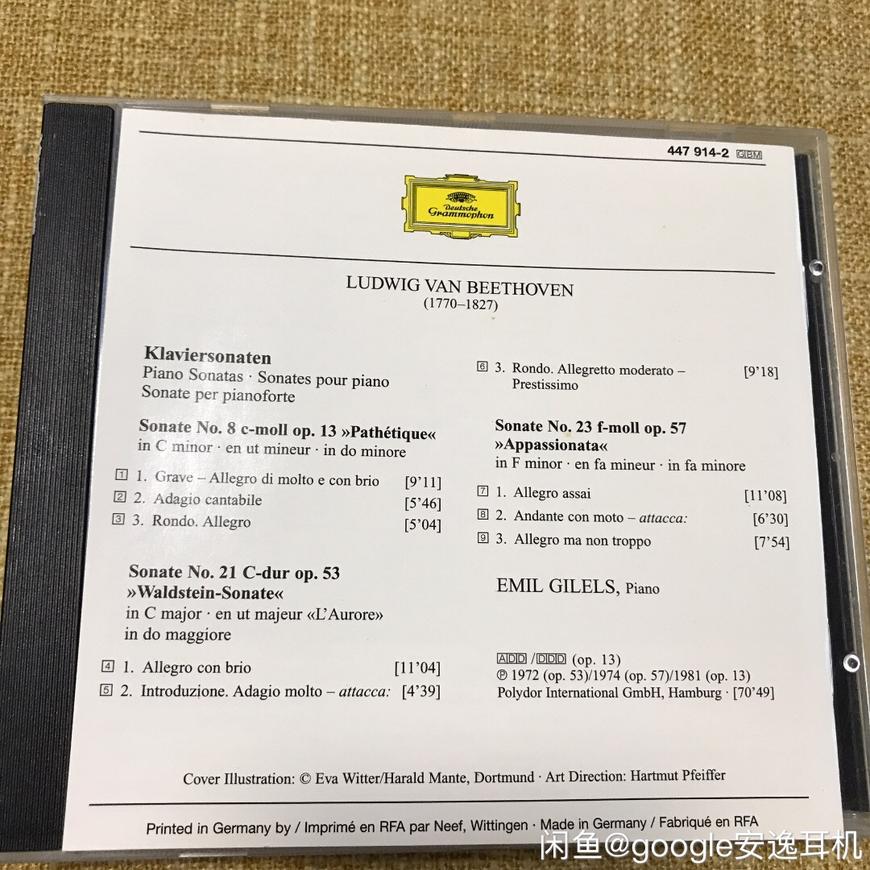 447 914-2 GBM
Deutsche
Grammophon
LUDWIG VAN BEETHOVEN
(1770–1827)
Klaviersonaten
Piano Sonatas · Sonates pour piano
Sonate per pianoforte
Sonate No. 8 c-moll op. 13 »Pathétique«
in C minor · en ut mineur · in do minore
1 1. Grave – Allegro di molto e con brio [9’11]
2 2. Adagio cantabile [5’46]
3 3. Rondo. Allegro [5’04]
Sonate No. 21 C-dur op. 53
»Waldstein-Sonate«
in C major · en ut majeur «L’Aurore»
in do maggiore
4 1. Allegro con brio [11’04]
5 2. Introduzione. Adagio molto – attacca: [4’39]
6 3. Rondo. Allegretto moderato – [9’18]
Prestissimo
Sonate No. 23 f-moll op. 57
»Appassionata«
in F minor · en fa mineur · in fa minore
7 1. Allegro assai [11’08]
8 2. Andante con moto – attacca: [6’30]
9 3. Allegro ma non troppo [7’54]
EMIL GILELS, Piano
ADD /DDD (op. 13)
℗ 1972 (op. 53)/1974 (op. 57)/1981 (op. 13)
Polydor International GmbH, Hamburg · [70’49]
Cover Illustration: © Eva Witter/Harald Mante, Dortmund · Art Direction: Hartmut Pfeiffer
Printed in Germany by / Imprimé en RFA par Neef, Wittingen · Made in Germany / Fabriqué en RFA
闲鱼@google安逸耳机